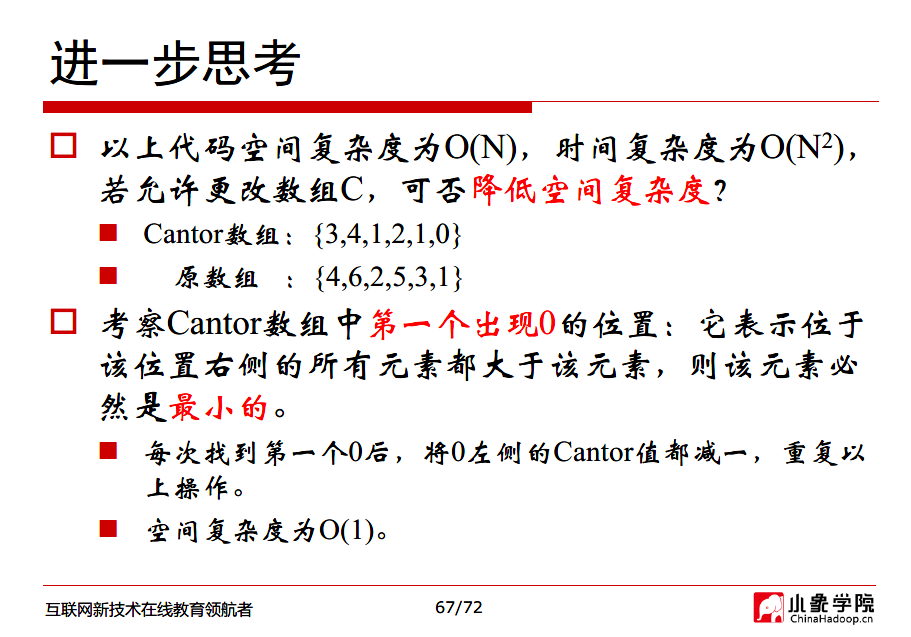 进一步思考
以上代码空间复杂度为O(N)，时间复杂度为O(N²)，
若允许更改数组C，可否降低空间复杂度？
Cantor数组：{3,4,1,2,1,0}
原数组 ：{4,6,2,5,3,1}
考察Cantor数组中第一个出现0的位置：它表示位于
该位置右侧的所有元素都大于该元素，则该元素必
然是最小的。
每次找到第一个0后，将0左侧的Cantor值都减一，重复以
上操作。
空间复杂度为O(1)。
互联网新技术在线教育领航者
67/72
小象学院
ChinaHadoop.cn